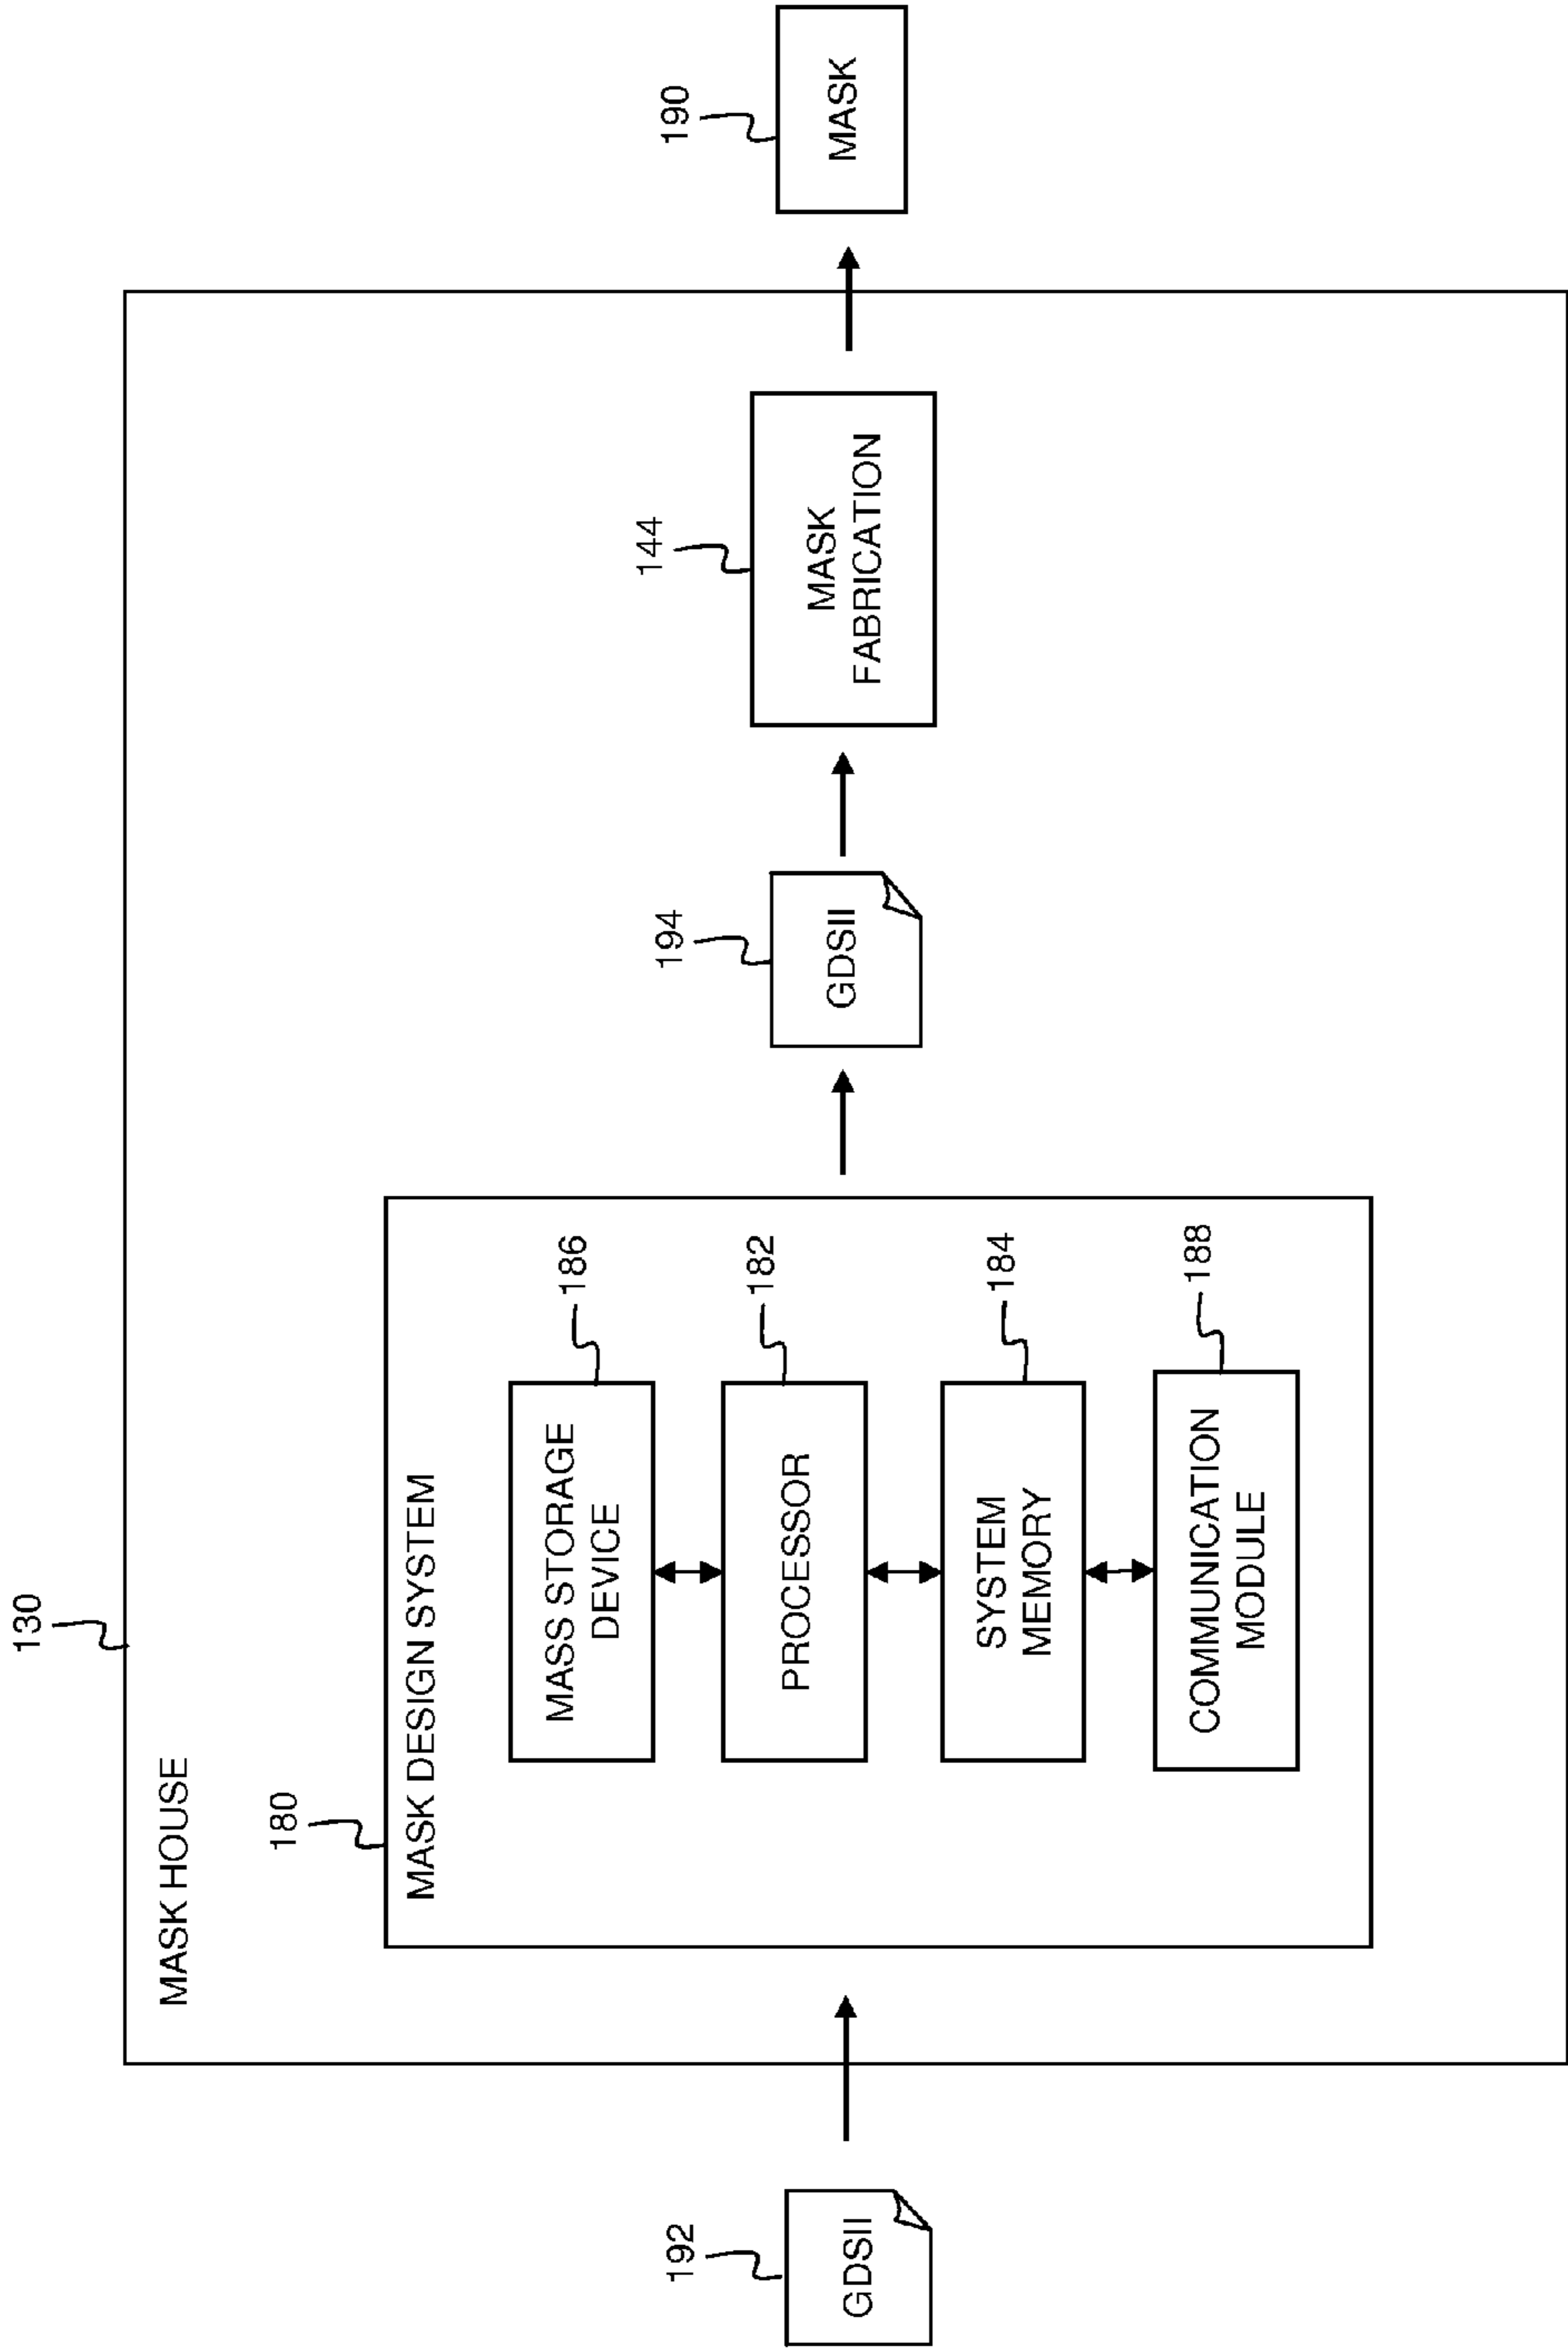 130
MASK HOUSE
180
MASK DESIGN SYSTEM
MASS STORAGE
DEVICE
186
PROCESSOR
182
SYSTEM
MEMORY
184
COMMUNICATION
MODULE
188
192
GDSII
194
GDSII
144
MASK
FABRICATION
190
MASK